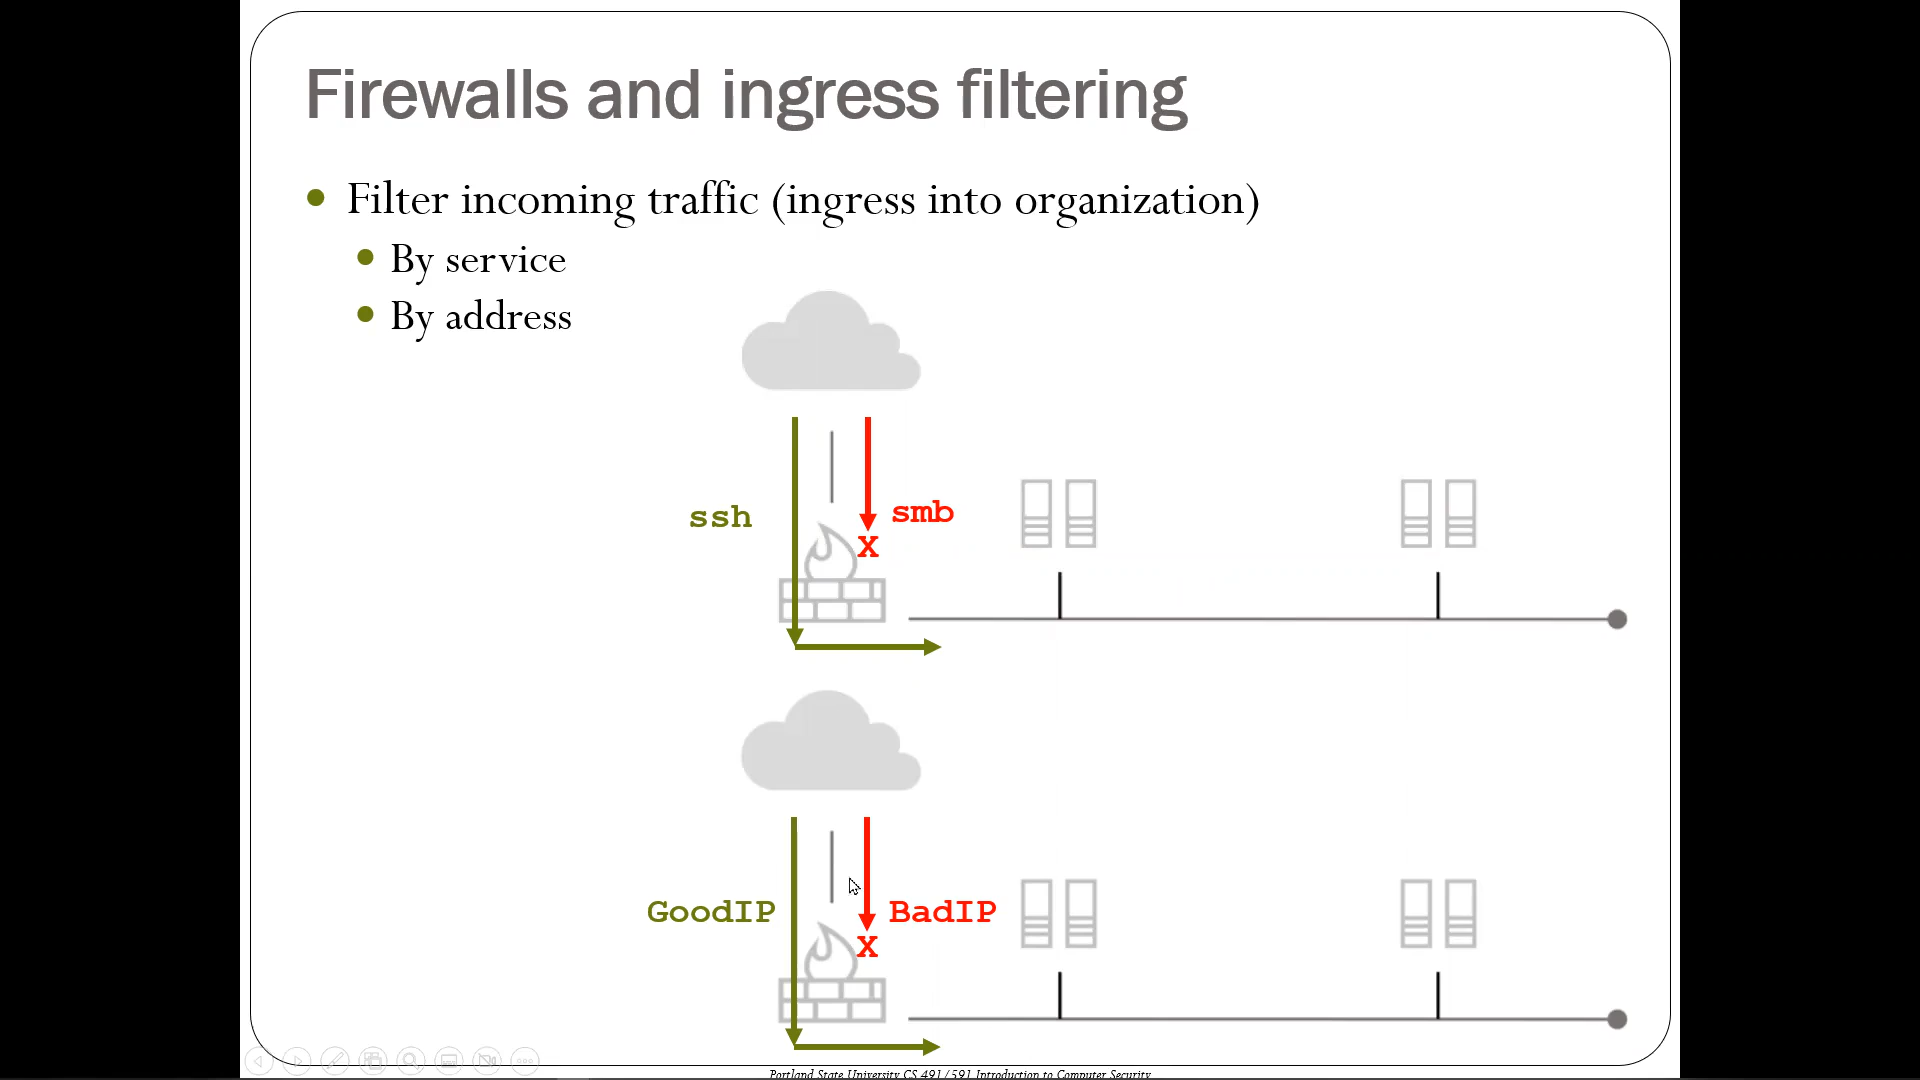 Firewalls and ingress filtering
Filter incoming traffic (ingress into organization)
By service
By address
ssh
smb
X
GoodIP
BadIP
X
Portland State University CS 491/591 Introduction to Computer Security